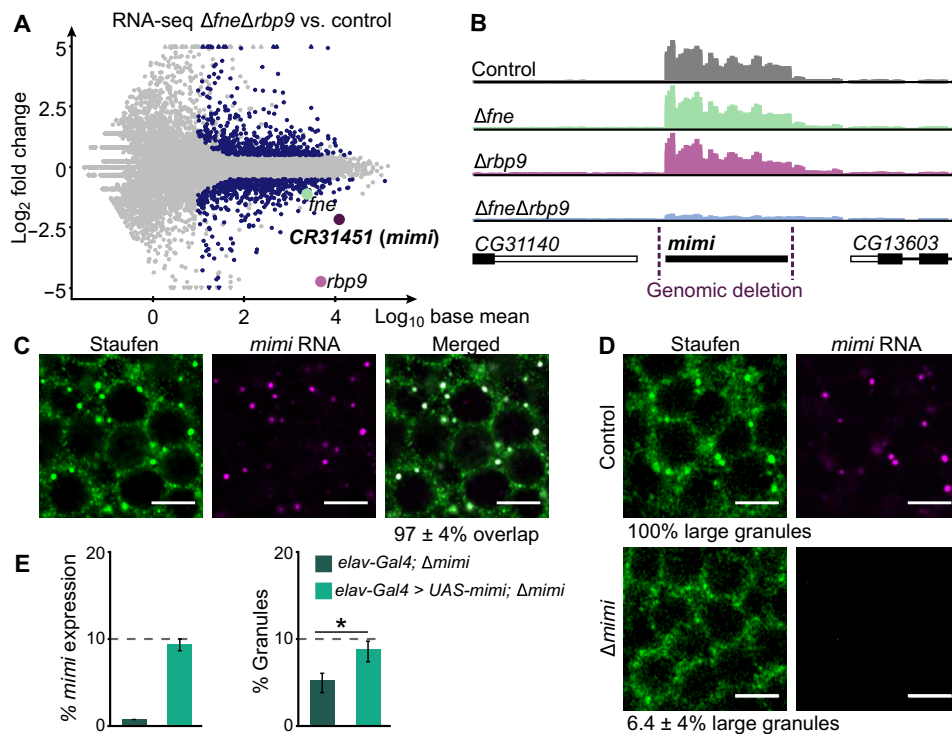 A
RNA-seq ΔfneΔrbp9 vs. control
Log2 fold change
5
2.5
0
−2.5
−5
fne
CR31451 (mimi)
rbp9
0
2
4
Log10 base mean
B
Control
Δfne
Δrbp9
ΔfneΔrbp9
CG31140
mimi
CG13603
Genomic deletion
C
Staufen
mimi RNA
Merged
97 ± 4% overlap
D
Staufen
mimi RNA
Control
100% large granules
Δmimi
6.4 ± 4% large granules
E
% mimi expression
20
10
0
% Granules
20
10
0
*
elav-Gal4; Δmimi
elav-Gal4 > UAS-mimi; Δmimi